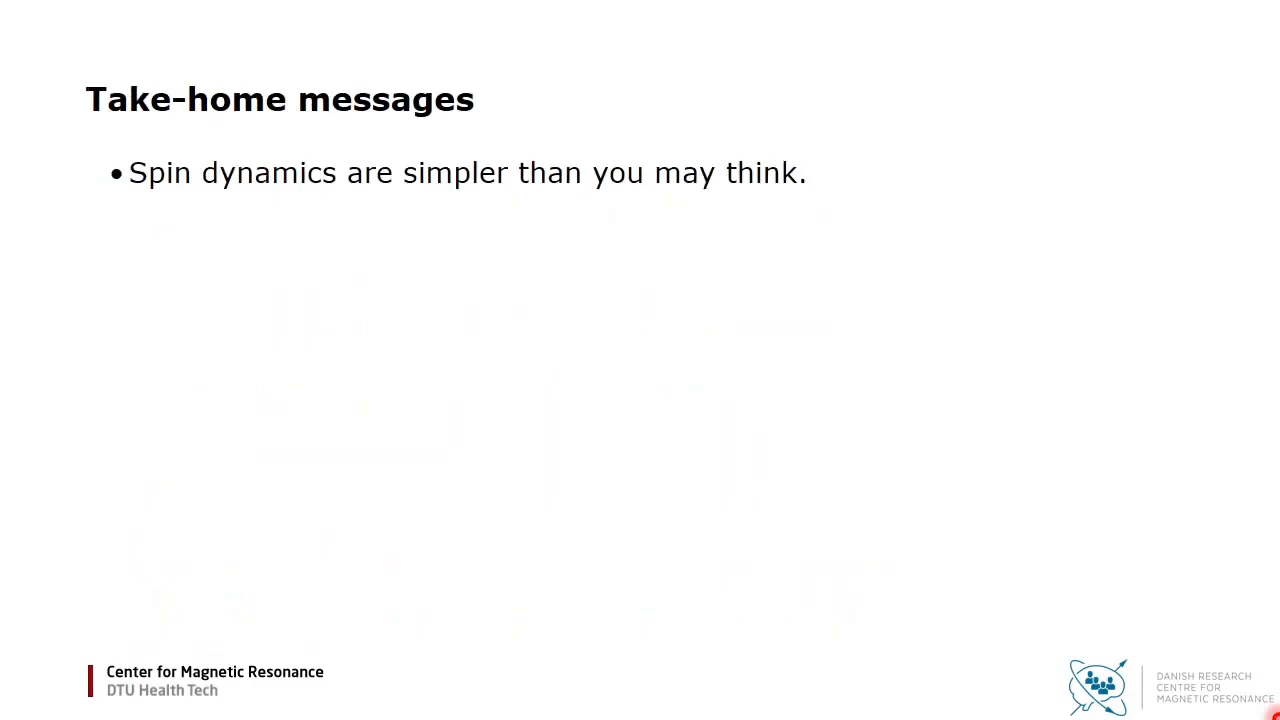 Take-home messages
•Spin dynamics are simpler than you may think.
Center for Magnetic Resonance
DTU Health Tech
DANISH RESEARCH
CENTRE FOR
MAGNETIC RESONANCE